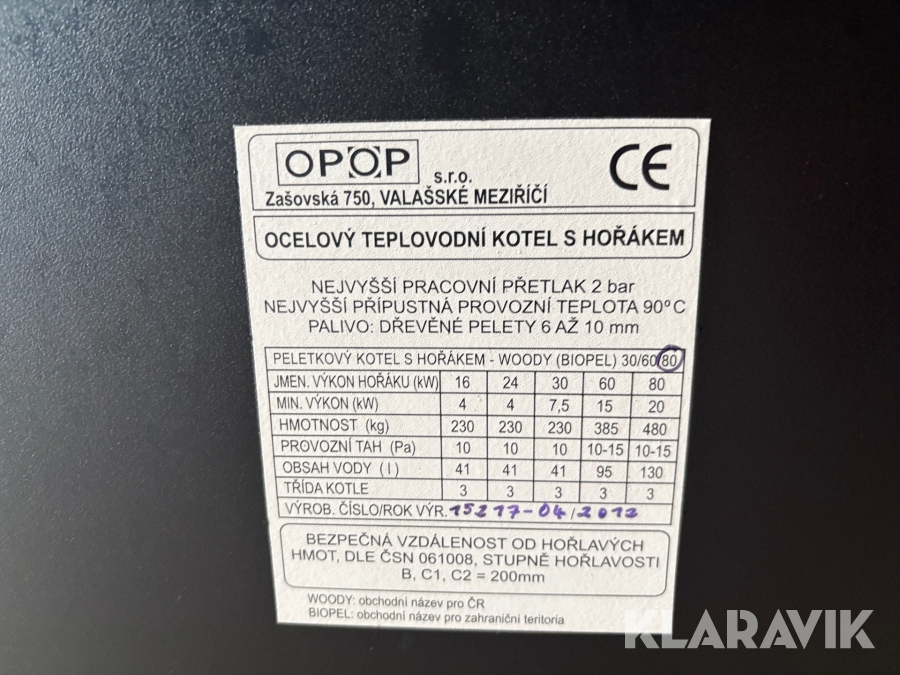 OPOP s.r.o.
CE
Zašovská 750, VALAŠSKÉ MEZIŘÍČÍ
OCELOVÝ TEPLOVODNÍ KOTEL S HOŘÁKEM
NEJVYŠŠÍ PRACOVNÍ PŘETLAK 2 bar
NEJVYŠŠÍ PŘÍPUSTNÁ PROVOZNÍ TEPLOTA 90°C
PALIVO: DŘEVĚNÉ PELETY 6 AŽ 10 mm
PELETKOVÝ KOTEL S HOŘÁKEM - WOODY (BIOPEL) 30/60/80
JMEN. VÝKON HOŘÁKU (kW) 16 24 30 60 80
MIN. VÝKON (kW) 4 4 7,5 15 20
HMOTNOST (kg) 230 230 230 385 480
PROVOZNÍ TAH (Pa) 10 10 10 10-15 10-15
OBSAH VODY (l) 41 41 41 95 130
TŘÍDA KOTLE 3 3 3 3 3
VÝROB. ČÍSLO/ROK VÝR. 15217-04/2012
BEZPEČNÁ VZDÁLENOST OD HOŘLAVÝCH
HMOT, DLE ČSN 061008, STUPNĚ HOŘLAVOSTI
B, C1, C2 = 200mm
WOODY: obchodní název pro ČR
BIOPEL: obchodní název pro zahraniční teritoria
KLARAVIK